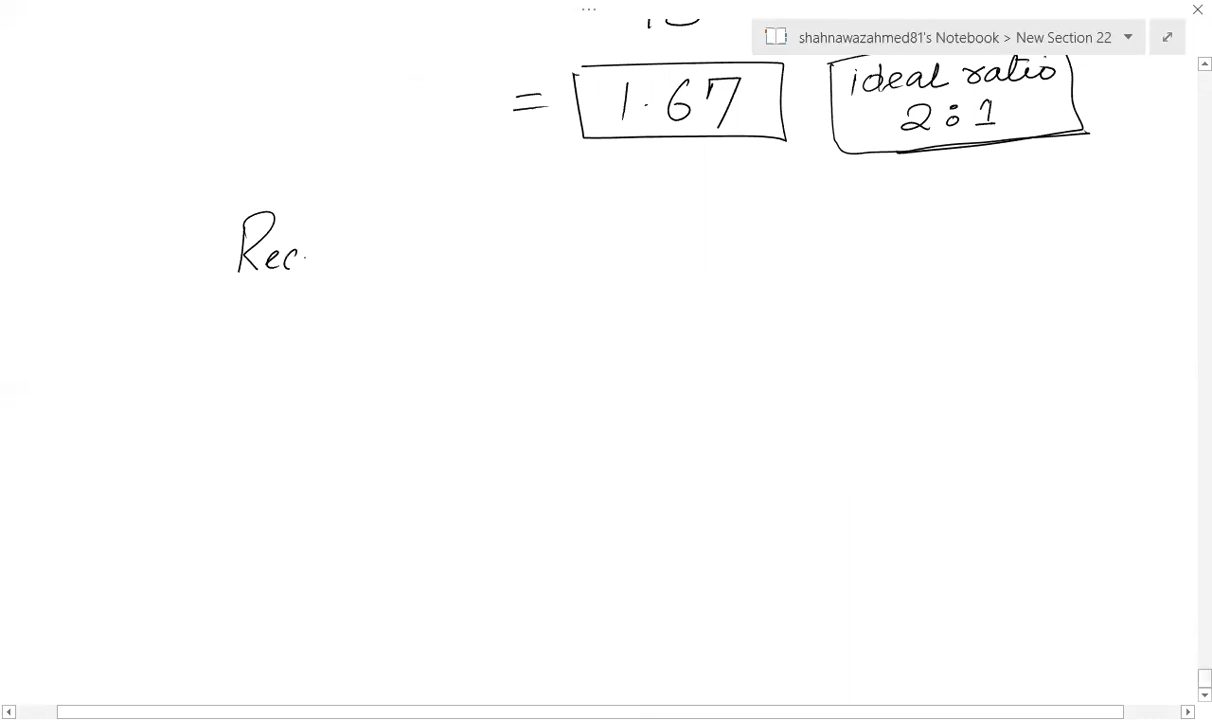 shahnawazahmed81's Notebook > New Section 22
= 1.67
ideal ratio
2:1
Rec